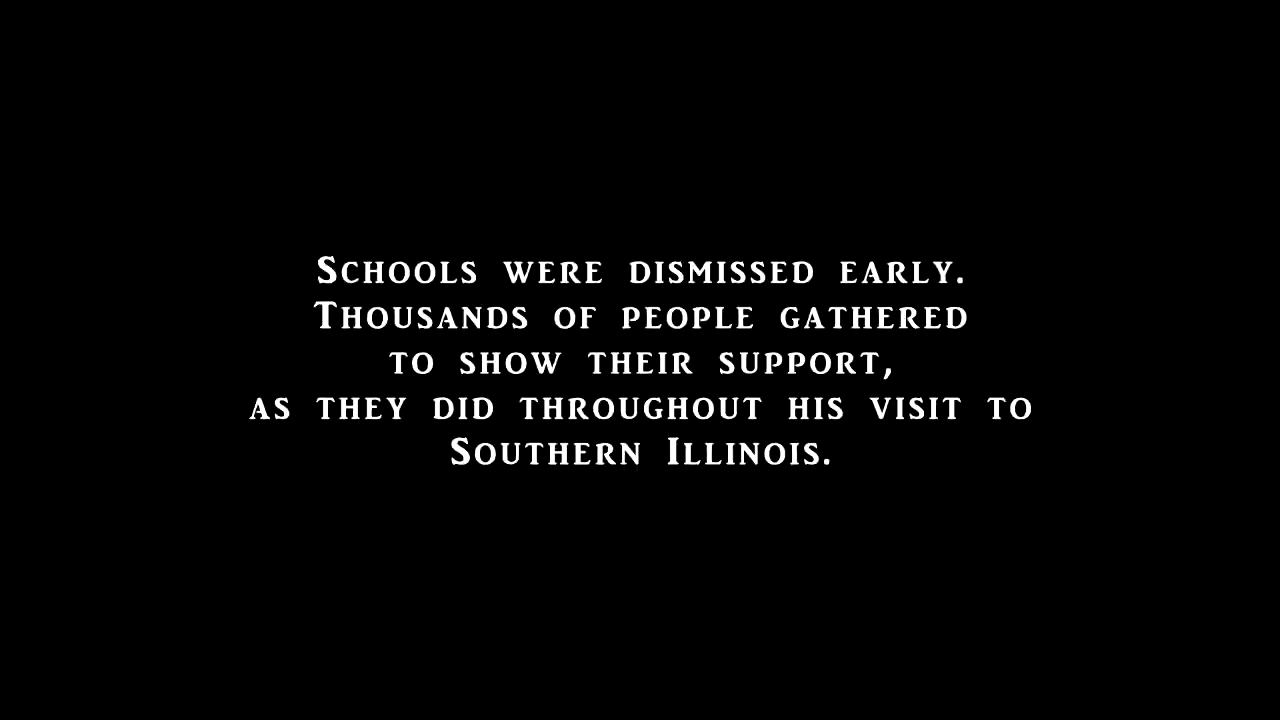 Schools were dismissed early.
Thousands of people gathered
to show their support,
as they did throughout his visit to
Southern Illinois.